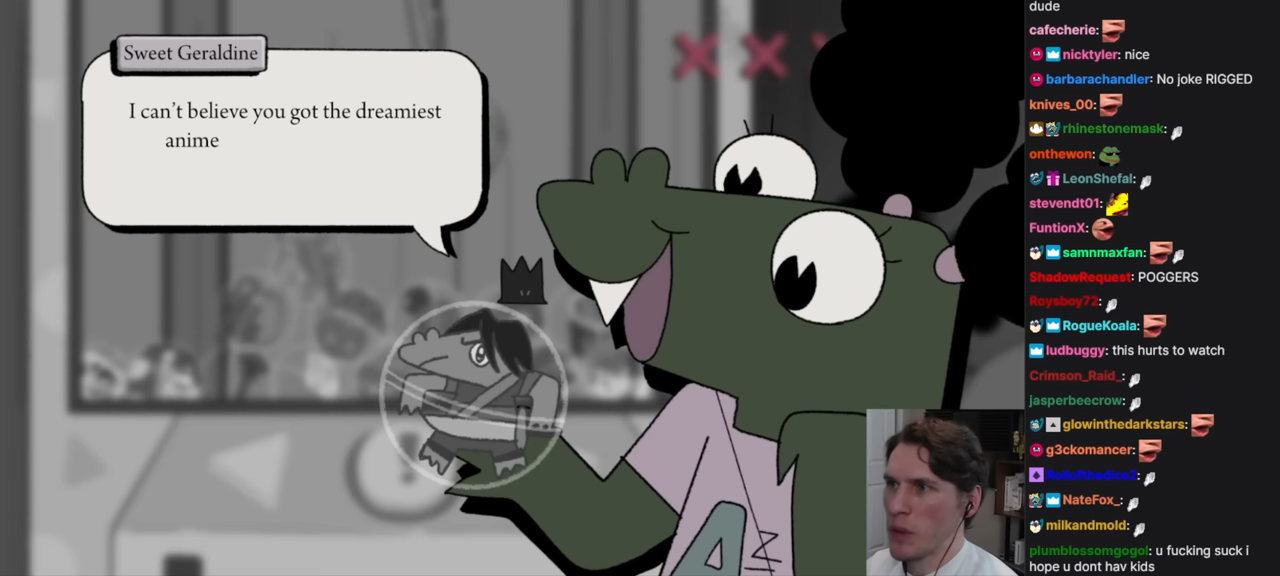 Sweet Geraldine
I can't believe you got the dreamiest
anime
dude
cafecherie:
nicktyler: nice
barbarachandler: No joke RIGGED
knives_00:
rhinestonemask:
onthewon:
LeonShefal:
stevendt01:
FuntionX:
samnmaxfan:
ShadowRequest: POGGERS
Roysboy72:
RogueKoala:
ludbuggy: this hurts to watch
Crimson_Raid_:
jasperbeecrow:
glowinthedarkstars:
g3ckomancer:
Rollofthedice2:
NateFox_:
milkandmold:
plumblossomgogol: u fucking suck i
hope u dont hav kids
A